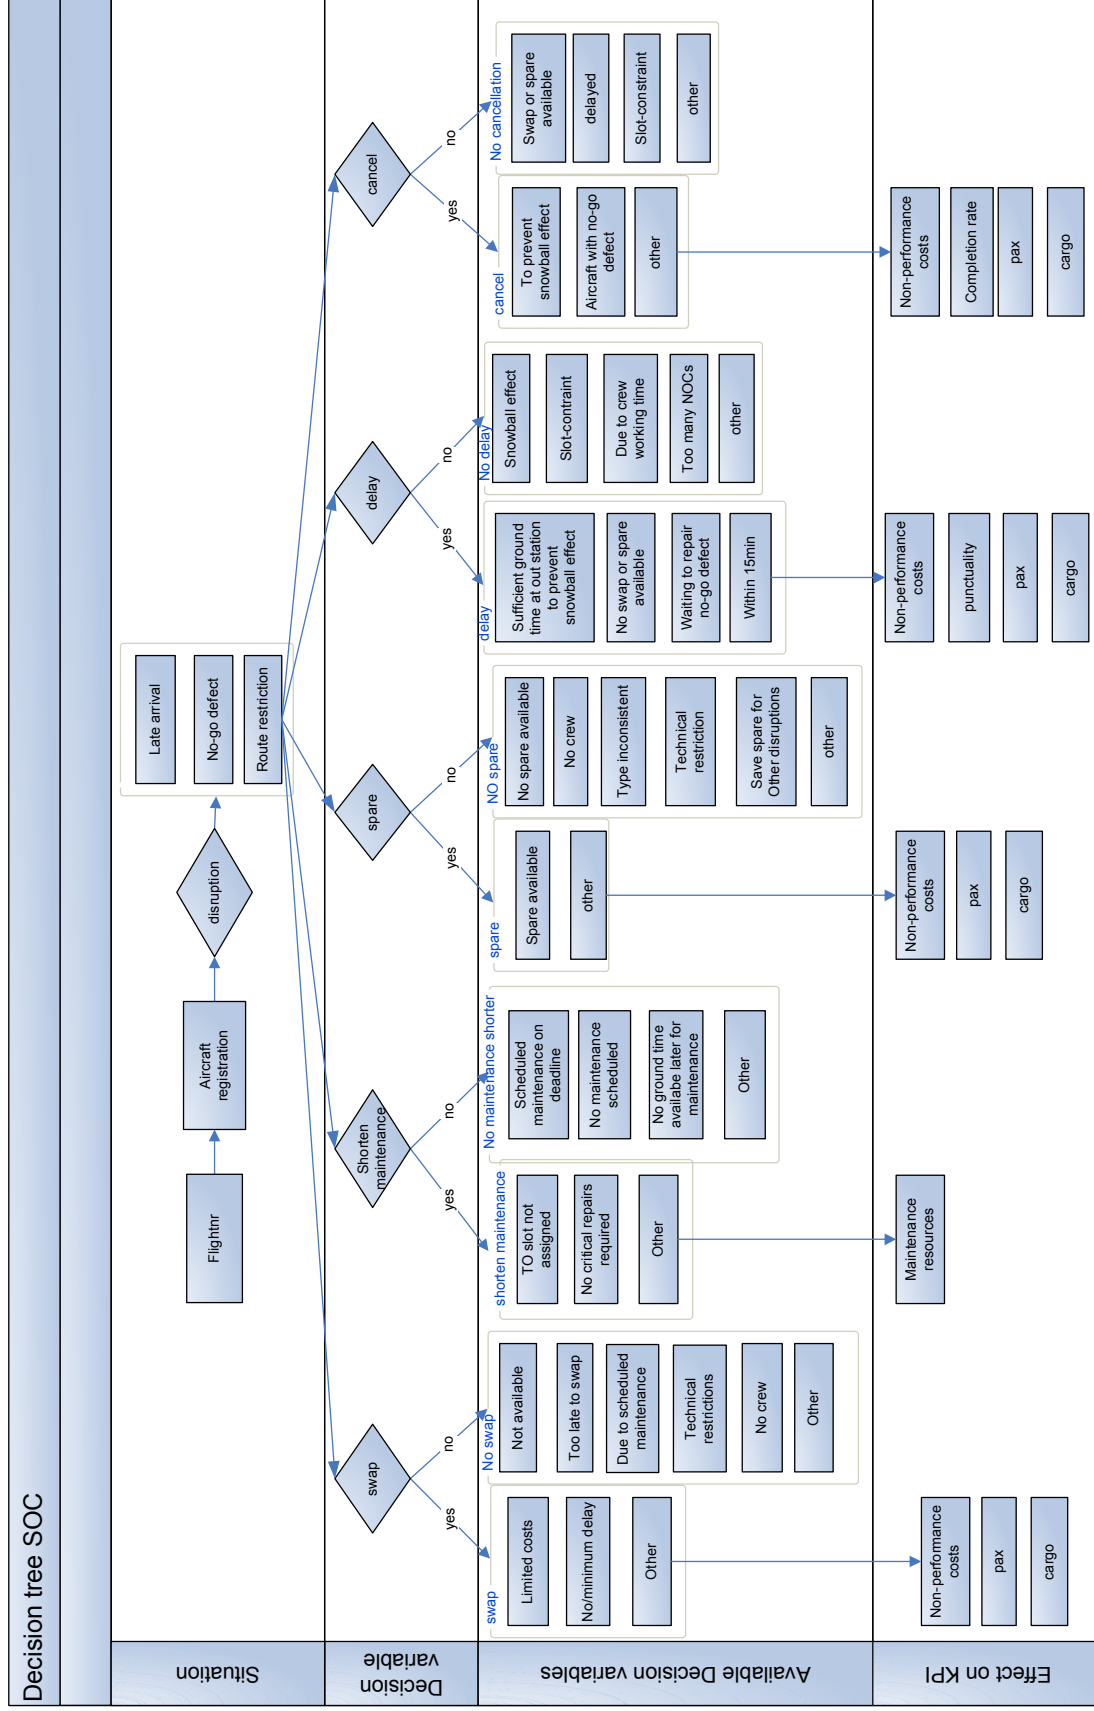 Decision tree SOC
Situation
Flightnr
Aircraft
registration
disruption
Late arrival
No-go defect
Route restriction
Decision
variable
swap
yes
no
Shorten
maintenance
yes
no
spare
yes
no
delay
yes
no
cancel
yes
no
Available Decision variables
swap
Limited costs
No/minimum delay
Other
No swap
Not available
Too late to swap
Due to scheduled
maintenance
Technical
restrictions
No crew
Other
shorten maintenance
TO slot not
assigned
No critical repairs
required
Other
No maintenance shorter
Scheduled
maintenance on
deadline
No maintenance
scheduled
No ground time
availabe later for
maintenance
Other
spare
Spare available
other
NO spare
No spare available
No crew
Type inconsistent
Technical
restriction
Save spare for
Other disruptions
other
delay
Sufficient ground
time at out station
to prevent
snowball effect
No swap or spare
available
Waiting to repair
no-go defect
Within 15min
No delay
Snowball effect
Slot-contraint
Due to crew
working time
Too many NOCs
other
cancel
To prevent
snowball effect
Aircraft with no-go
defect
other
No cancellation
Swap or spare
available
delayed
Slot-constraint
other
Effect on KPI
Non-performance
costs
pax
cargo
Maintenance
resources
Non-performance
costs
pax
cargo
Non-performance
costs
punctuality
pax
cargo
Non-performance
costs
Completion rate
pax
cargo